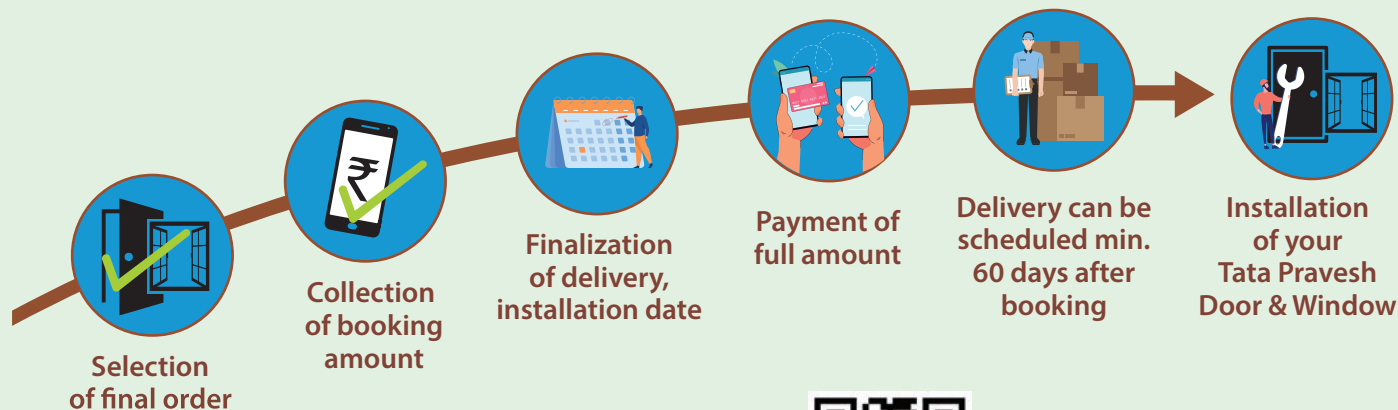 Selection
of final order
Collection
of booking
amount
₹
Finalization
of delivery,
installation date
Payment of
full amount
Delivery can be
scheduled min.
60 days after
booking
Installation
of your
Tata Pravesh
Door & Window